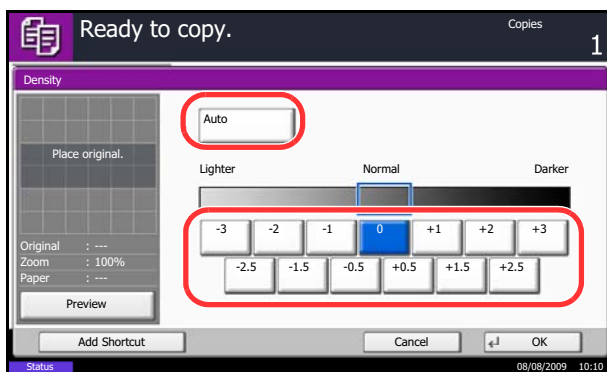 Ready to copy.
Copies
1
Density
Auto
Place original.
Lighter Normal Darker
-3 -2 -1 0 +1 +2 +3
-2.5 -1.5 -0.5 +0.5 +1.5 +2.5
Original : ---
Zoom : 100%
Paper : ---
Preview
Add Shortcut Cancel OK
Status 08/08/2009 10:10